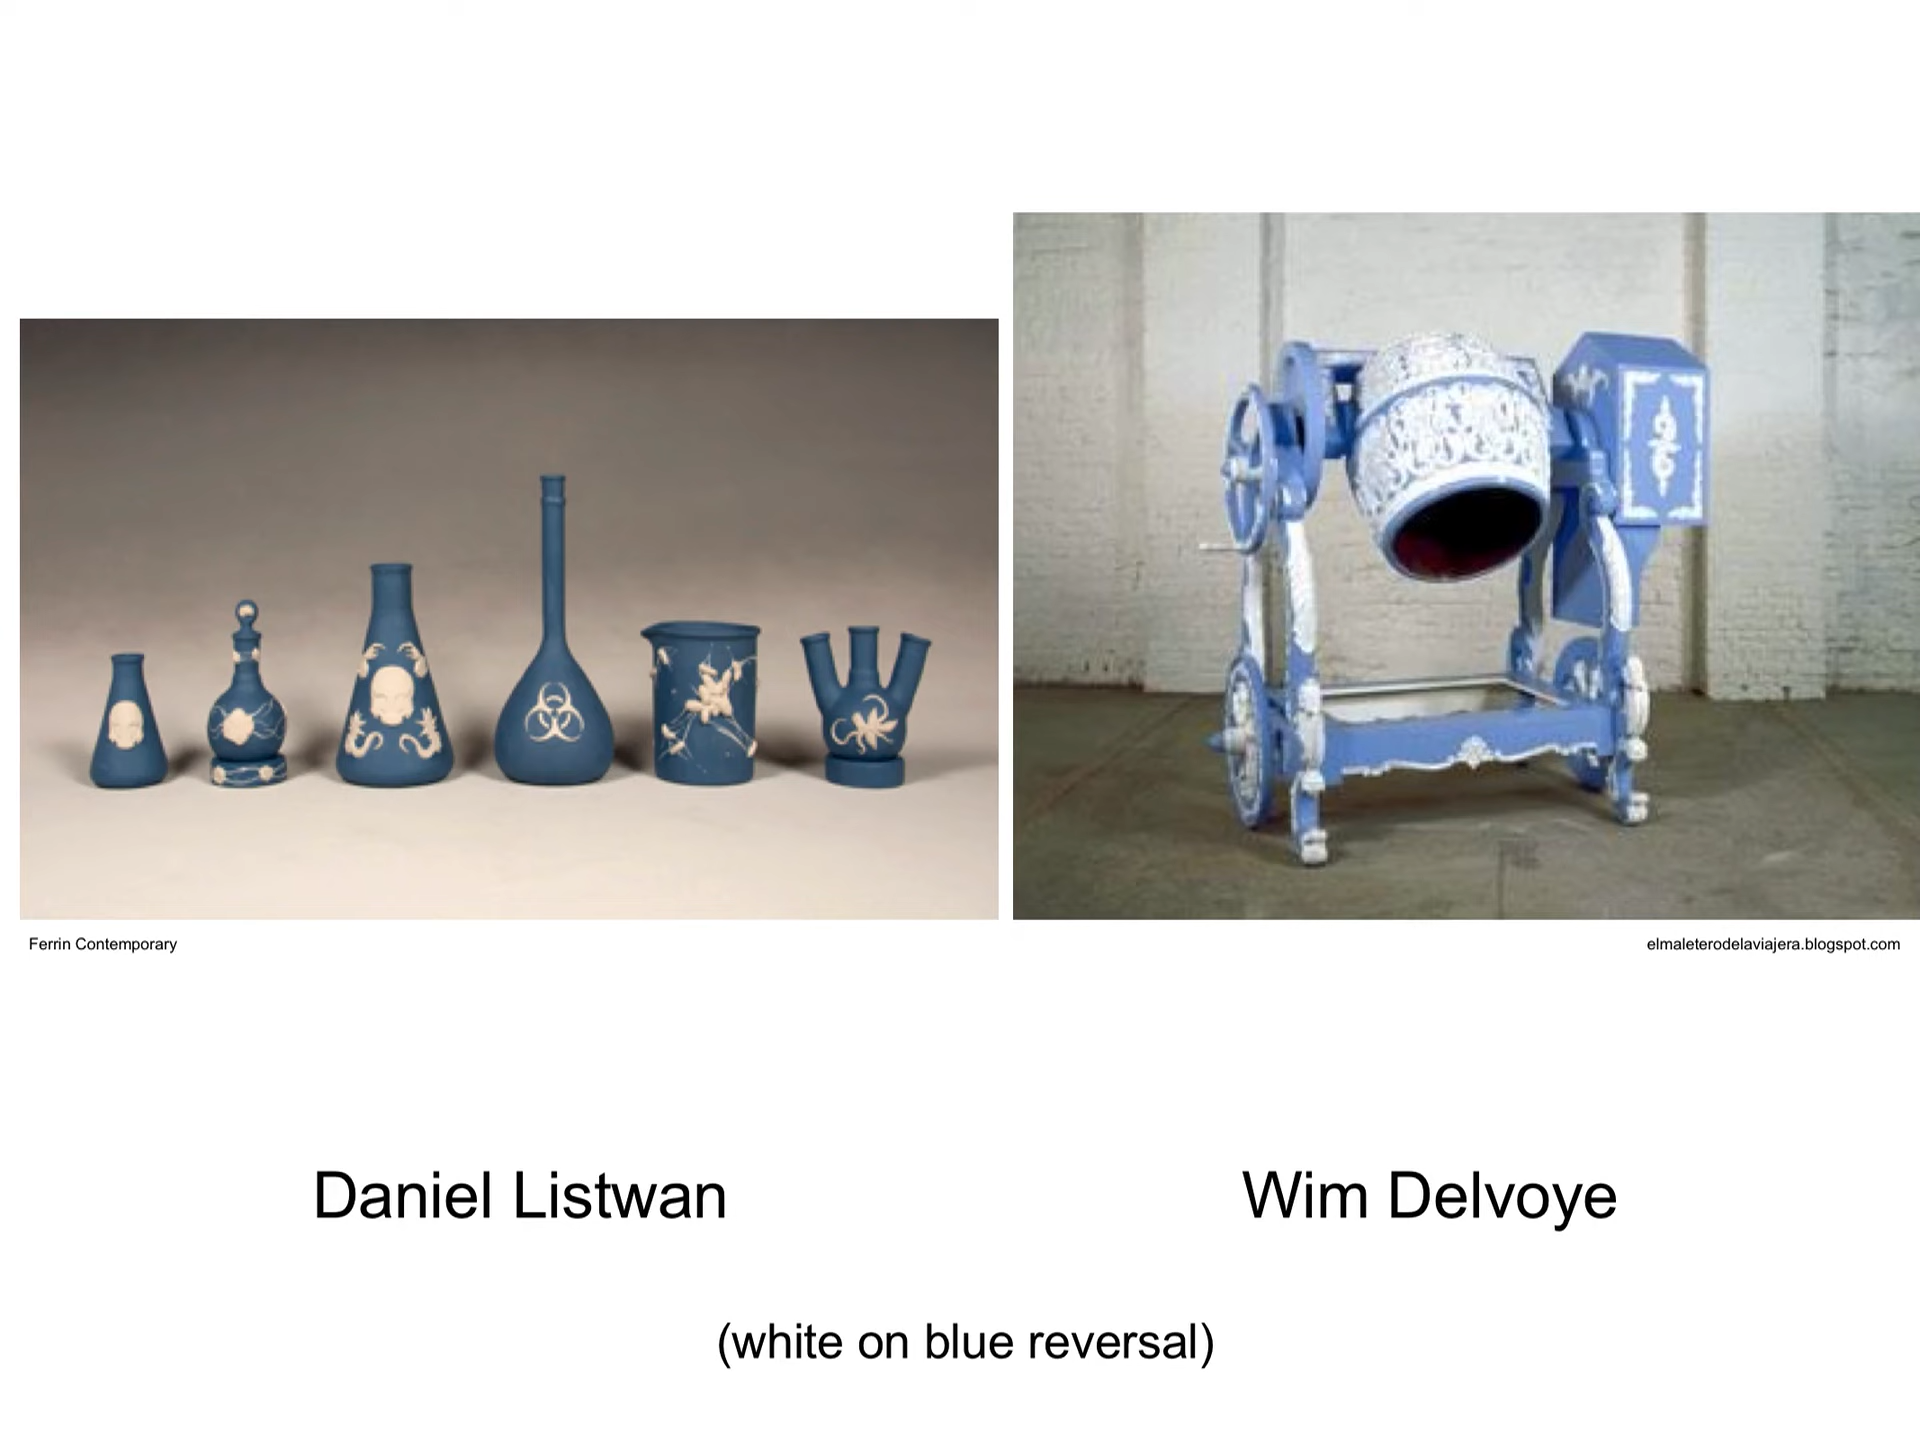 Ferrin Contemporary
elmaleterodelaviajera.blogspot.com
Daniel Listwan
Wim Delvoye
(white on blue reversal)